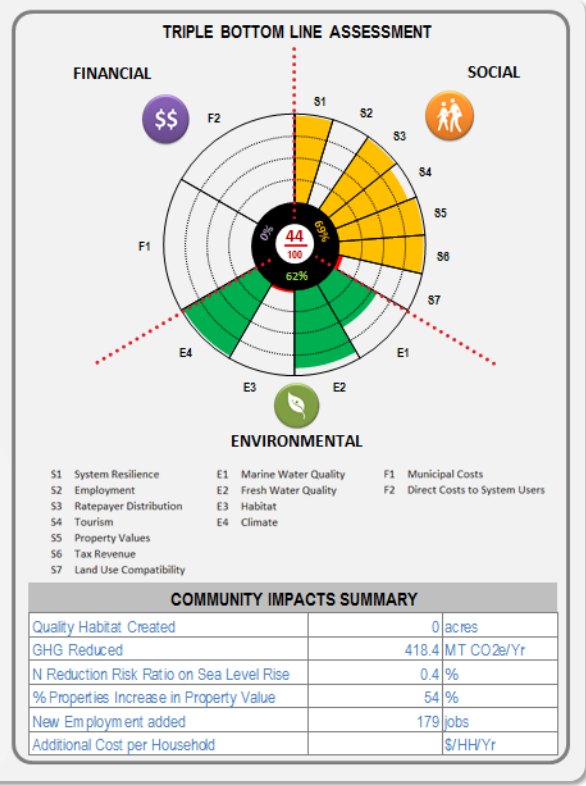 TRIPLE BOTTOM LINE ASSESSMENT
FINANCIAL
SOCIAL
$$
F2
S1
S2
S3
S4
S5
S6
S7
F1
0%
44
100
69%
62%
E4
E3
E2
E1
ENVIRONMENTAL
S1 System Resilience
S2 Employment
S3 Ratepayer Distribution
S4 Tourism
S5 Property Values
S6 Tax Revenue
S7 Land Use Compatibility
E1 Marine Water Quality
E2 Fresh Water Quality
E3 Habitat
E4 Climate
F1 Municipal Costs
F2 Direct Costs to System Users
COMMUNITY IMPACTS SUMMARY
Quality Habitat Created 0 acres
GHG Reduced 418.4 MT CO2e/Yr
N Reduction Risk Ratio on Sea Level Rise 0.4 %
% Properties Increase in Property Value 54 %
New Employment added 179 jobs
Additional Cost per Household $/HH/Yr